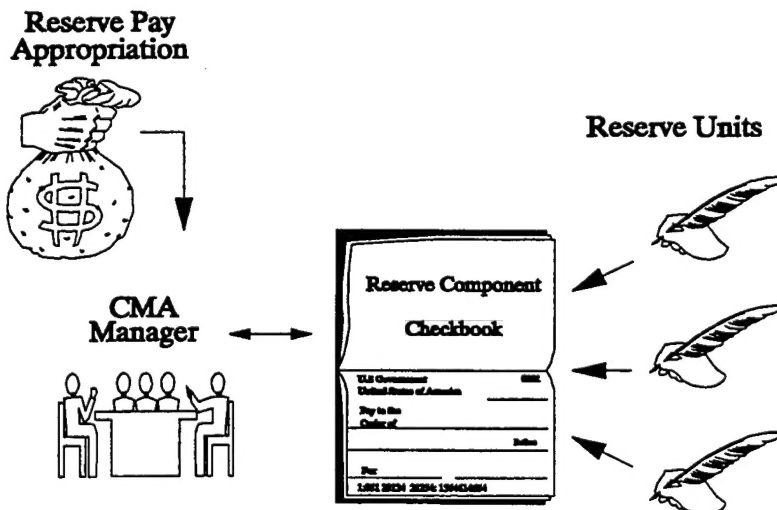 Reserve Pay
Appropriation
Reserve Units
Reserve Component
Checkbook
CMA
Manager
U.S Government
United States of America
Pay to the
Order of
Dollars
For